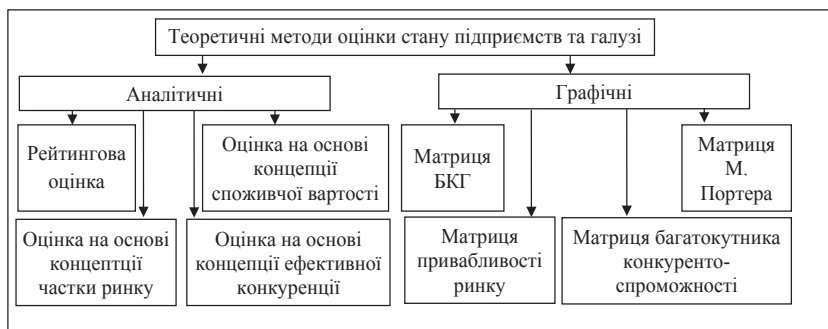 Теоретичні методи оцінки стану підприємств та галузі
Аналітичні
Графічні
Рейтингова
оцінка
Оцінка на основі
концепції
споживчої вартості
Матриця
БКГ
Матриця
М.
Портера
Оцінка на основі
концептції
частки ринку
Оцінка на основі
концепції ефективної
конкуренції
Матриця
привабливості
ринку
Матриця багатокутника
конкуренто-
спроможності